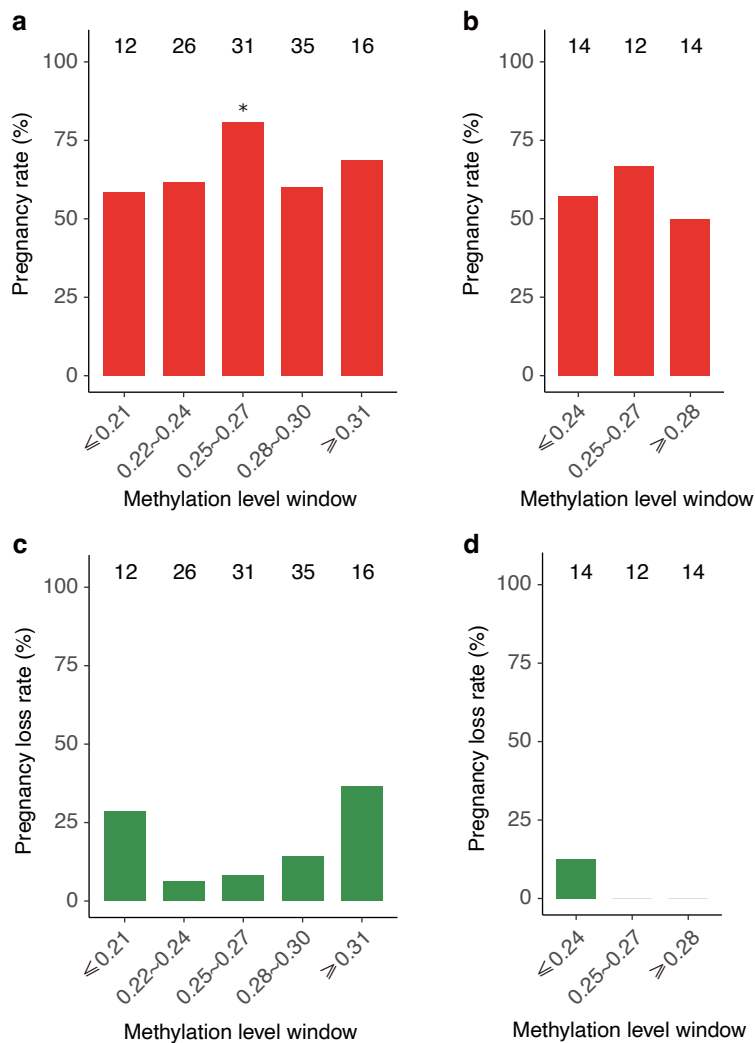 a
12 26 31 35 16
100
75
50
25
0
*
Pregnancy rate (%)
≤0.21
0.22~0.24
0.25~0.27
0.28~0.30
≥0.31
Methylation level window
b
14 12 14
100
75
50
25
0
Pregnancy rate (%)
≤0.24
0.25~0.27
≥0.28
Methylation level window
c
12 26 31 35 16
100
75
50
25
0
Pregnancy loss rate (%)
≤0.21
0.22~0.24
0.25~0.27
0.28~0.30
≥0.31
Methylation level window
d
14 12 14
100
75
50
25
0
Pregnancy loss rate (%)
≤0.24
0.25~0.27
≥0.28
Methylation level window